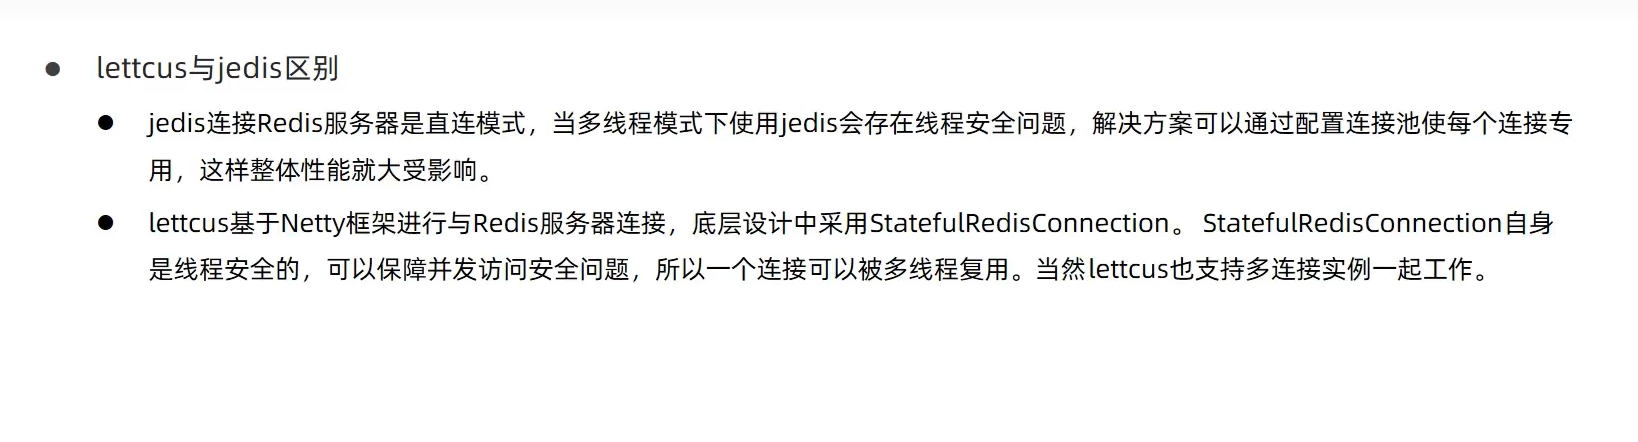 lettcus与jedis区别
jedis连接Redis服务器是直连模式，当多线程模式下使用jedis会存在线程安全问题，解决方案可以通过配置连接池使每个连接专
用，这样整体性能就大受影响。
lettcus基于Netty框架进行与Redis服务器连接，底层设计中采用StatefulRedisConnection。 StatefulRedisConnection自身
是线程安全的，可以保障并发访问安全问题，所以一个连接可以被多线程复用。当然lettcus也支持多连接实例一起工作。